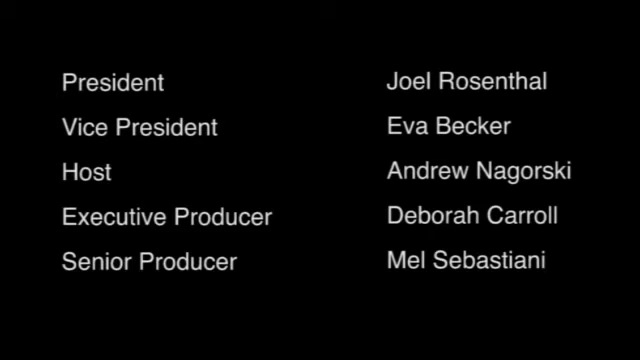 President Joel Rosenthal
Vice President Eva Becker
Host Andrew Nagorski
Executive Producer Deborah Carroll
Senior Producer Mel Sebastiani